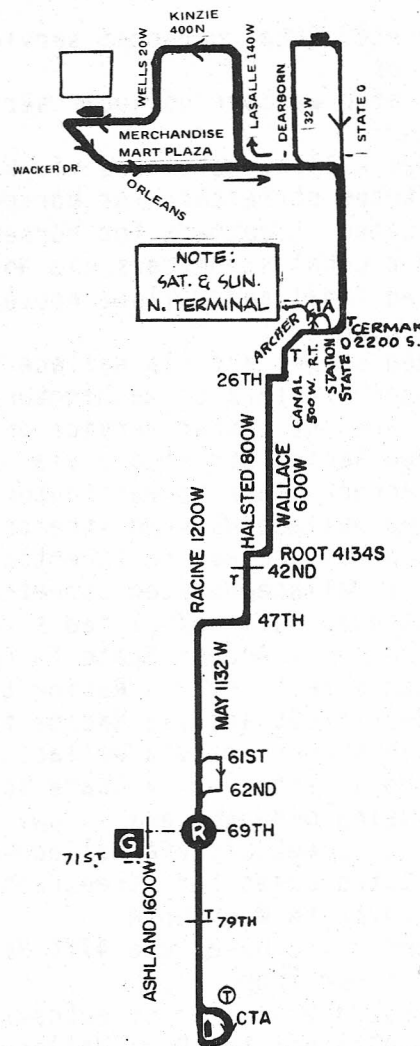 KINZIE
400N
WELLS 20W
LASALLE 140W
DEARBORN
32W
STATE 0
MERCHANDISE
MART PLAZA
WACKER DR.
ORLEANS
NOTE:
SAT. & SUN.
N. TERMINAL
CTA
ARCHER
T
CERMAK
2200 S.
T
26TH
CANAL
500 W.
R.T.
STATION
STATE 0
HALSTED 800W
WALLACE
600W
RACINE 1200W
ROOT 4134S
T
42ND
47TH
MAY 1132 W
61ST
62ND
G
R
69TH
71ST
ASHLAND 1600W
T
79TH
T
CTA